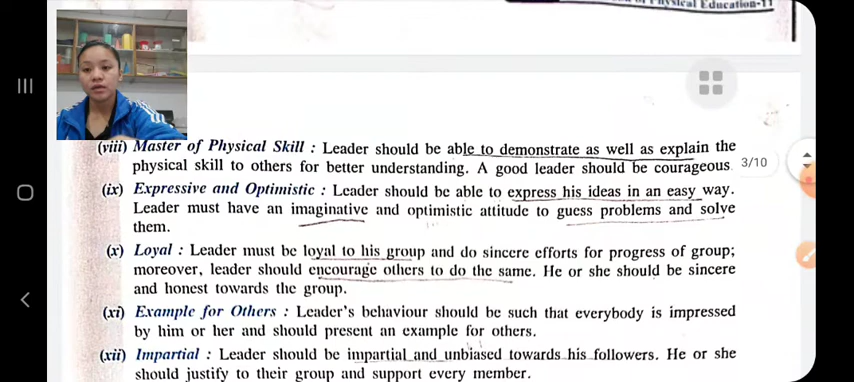 Physical Education-11
(viii) Master of Physical Skill : Leader should be able to demonstrate as well as explain the
physical skill to others for better understanding. A good leader should be courageous
3/10
(ix) Expressive and Optimistic : Leader should be able to express his ideas in an easy way.
Leader must have an imaginative and optimistic attitude to guess problems and solve
them.
(x) Loyal : Leader must be loyal to his group and do sincere efforts for progress of group;
moreover, leader should encourage others to do the same. He or she should be sincere
and honest towards the group.
(xi) Example for Others : Leader's behaviour should be such that everybody is impressed
by him or her and should present an example for others.
(xii) Impartial : Leader should be impartial and unbiased towards his followers. He or she
should justify to their group and support every member.